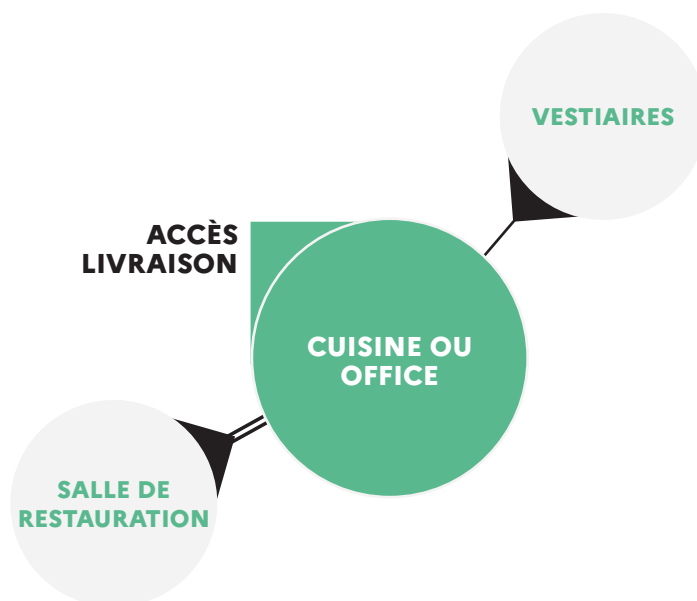 VESTIAIRES
ACCÈS
LIVRAISON
CUISINE OU
OFFICE
SALLE DE
RESTAURATION